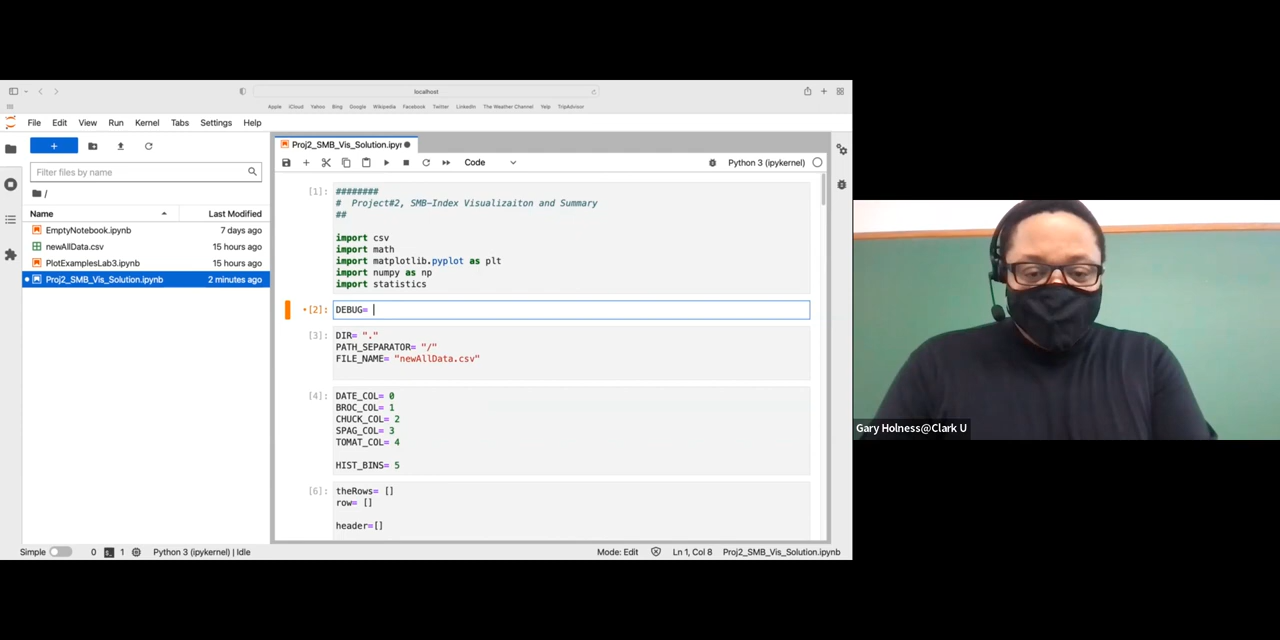 localhost
Apple iCloud Yahoo Bing Google Wikipedia Facebook Twitter LinkedIn The Weather Channel Yelp TripAdvisor
File Edit View Run Kernel Tabs Settings Help
Filter files by name
/
Name Last Modified
EmptyNotebook.ipynb 7 days ago
newAllData.csv 15 hours ago
PlotExamplesLab3.ipynb 15 hours ago
Proj2_SMB_Vis_Solution.ipynb 2 minutes ago
Proj2_SMB_Vis_Solution.ipyr
Code
Python 3 (ipykernel)
[1]:
########
# Project#2, SMB-Index Visualizaiton and Summary
##
import csv
import math
import matplotlib.pyplot as plt
import numpy as np
import statistics
[2]:
DEBUG=
[3]:
DIR= "."
PATH_SEPARATOR= "/"
FILE_NAME= "newAllData.csv"
[4]:
DATE_COL= 0
BROC_COL= 1
CHUCK_COL= 2
SPAG_COL= 3
TOMAT_COL= 4
HIST_BINS= 5
[6]:
theRows= []
row= []
header=[]
Simple 0 1 Python 3 (ipykernel) | Idle Mode: Edit Ln 1, Col 8 Proj2_SMB_Vis_Solution.ipynb
Gary Holness@Clark U